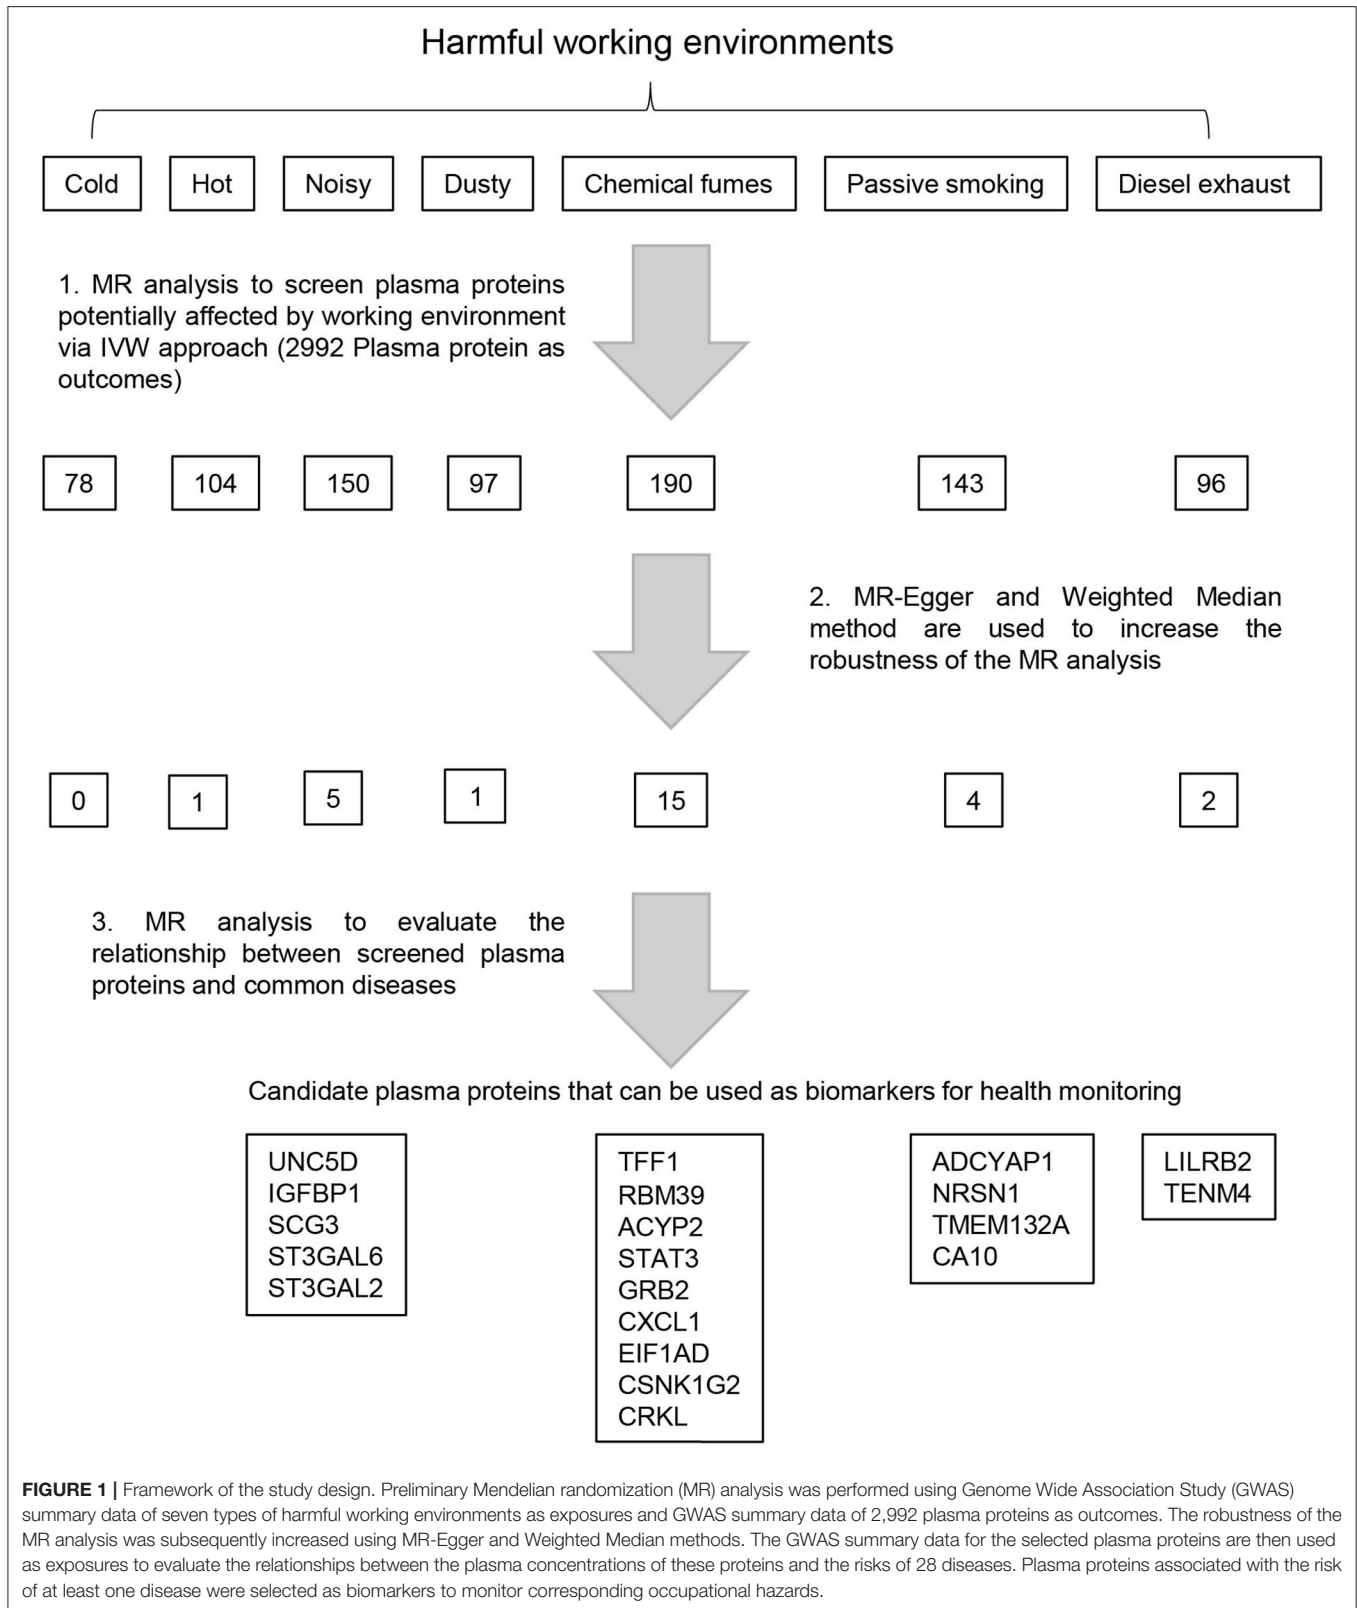 Harmful working environments
Cold
Hot
Noisy
Dusty
Chemical fumes
Passive smoking
Diesel exhaust
1. MR analysis to screen plasma proteins
potentially affected by working environment
via IVW approach (2992 Plasma protein as
outcomes)
78
104
150
97
190
143
96
2. MR-Egger and Weighted Median
method are used to increase the
robustness of the MR analysis
0
1
5
1
15
4
2
3. MR analysis to evaluate the
relationship between screened plasma
proteins and common diseases
Candidate plasma proteins that can be used as biomarkers for health monitoring
UNC5D
IGFBP1
SCG3
ST3GAL6
ST3GAL2
TFF1
RBM39
ACYP2
STAT3
GRB2
CXCL1
EIF1AD
CSNK1G2
CRKL
ADCYAP1
NRSN1
TMEM132A
CA10
LILRB2
TENM4
FIGURE 1 | Framework of the study design. Preliminary Mendelian randomization (MR) analysis was performed using Genome Wide Association Study (GWAS)
summary data of seven types of harmful working environments as exposures and GWAS summary data of 2,992 plasma proteins as outcomes. The robustness of the
MR analysis was subsequently increased using MR-Egger and Weighted Median methods. The GWAS summary data for the selected plasma proteins are then used
as exposures to evaluate the relationships between the plasma concentrations of these proteins and the risks of 28 diseases. Plasma proteins associated with the risk
of at least one disease were selected as biomarkers to monitor corresponding occupational hazards.